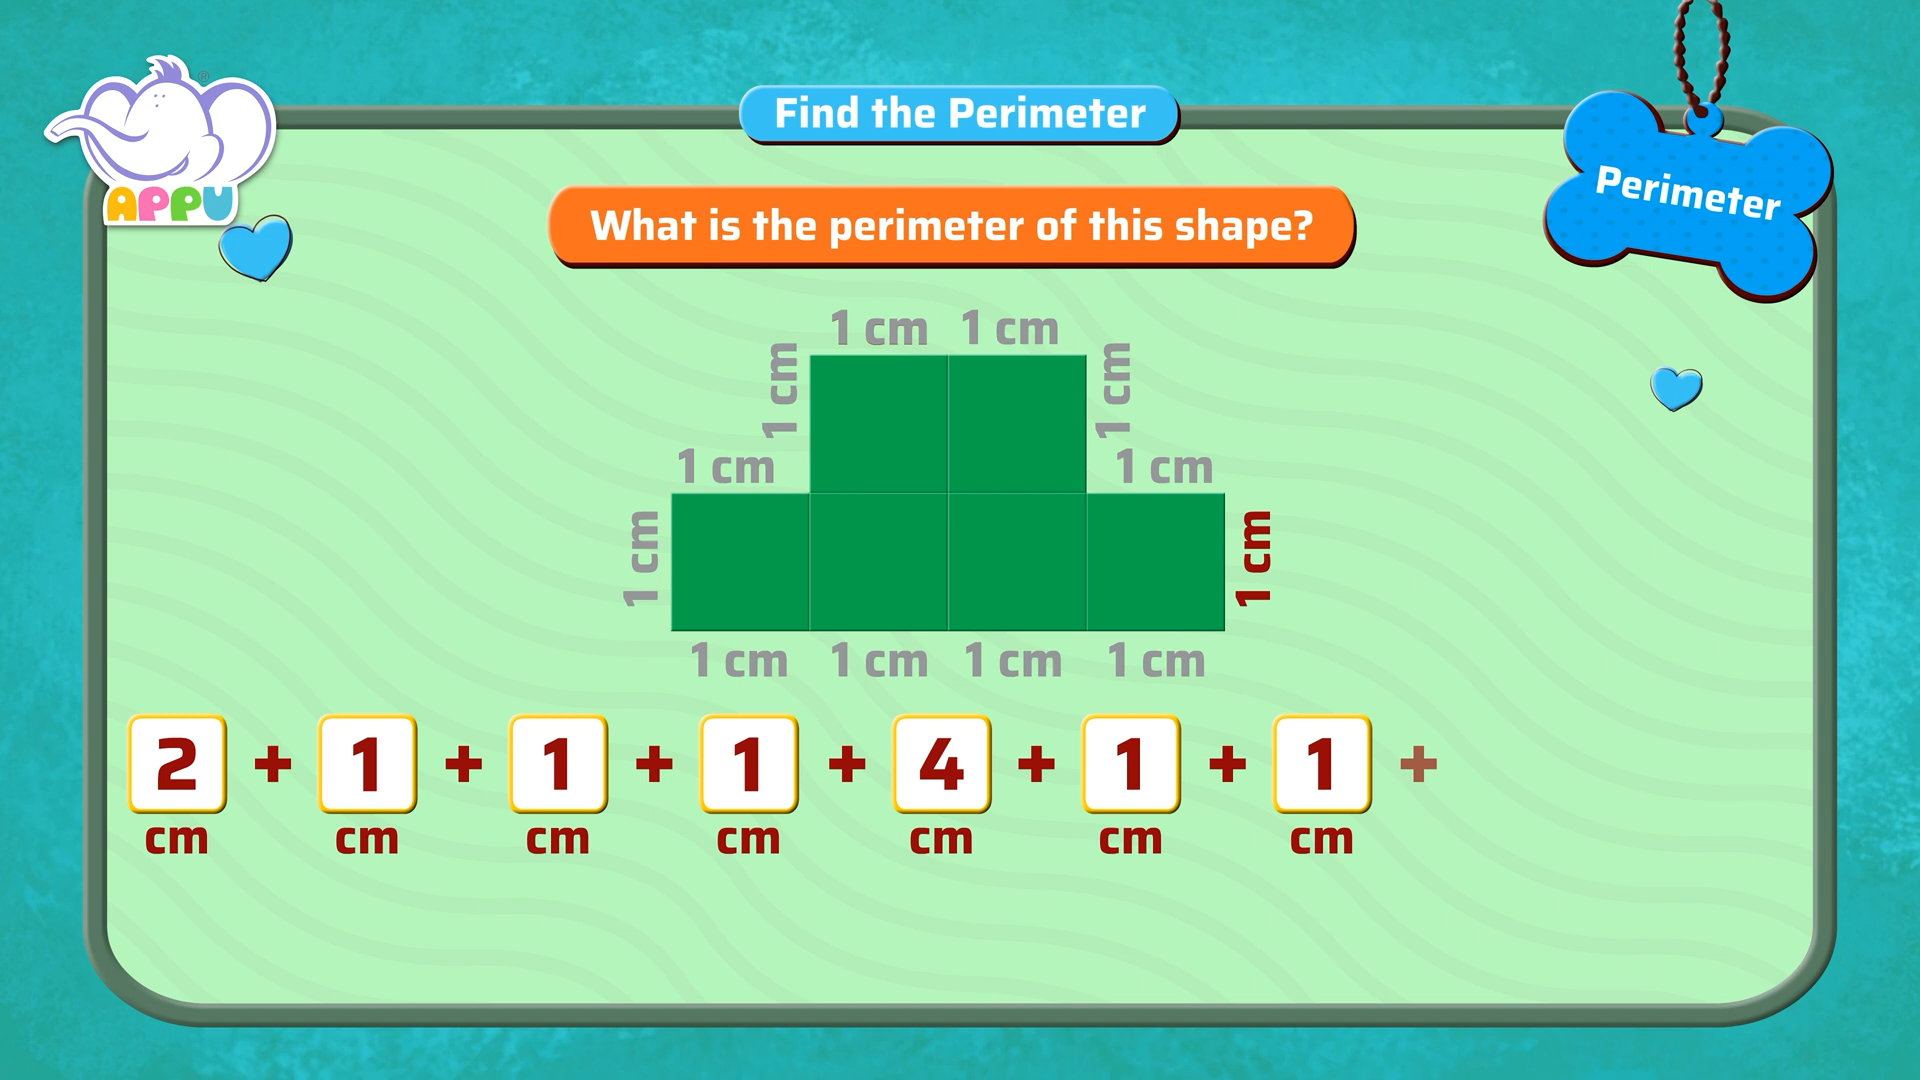 Find the Perimeter
®
APPU
Perimeter
What is the perimeter of this shape?
1 cm 1 cm
1 cm 1 cm
1 cm 1 cm
1 cm 1 cm
1 cm 1 cm 1 cm 1 cm
2 + 1 + 1 + 1 + 4 + 1 + 1 +
cm cm cm cm cm cm cm